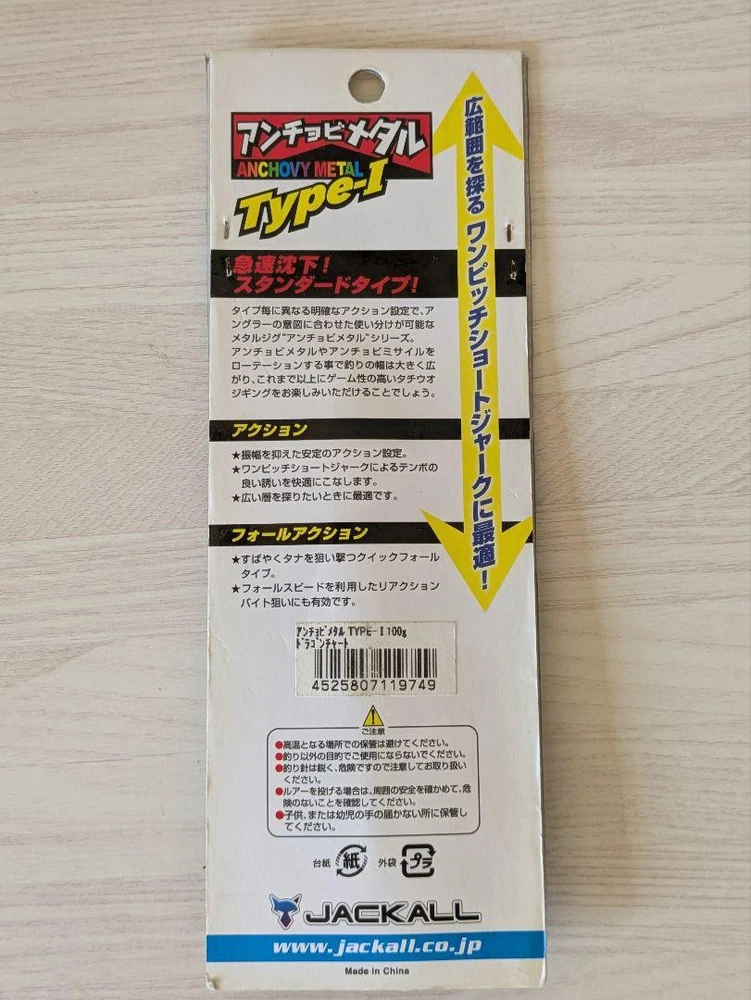 アンチョビメタル
ANCHOVY METAL
Type-I
広範囲を探る ワンピッチショートジャークに最適！
急速沈下！
スタンダードタイプ！
タイプ毎に異なる明確なアクション設定で、ア
ングラーの意図に合わせた使い分けが可能な
メタルジグ“アンチョビメタル”シリーズ。
アンチョビメタルやアンチョビミサイルを
ローテーションする事で釣りの幅は大きく広
がり、これまで以上にゲーム性の高いタチウオ
ジギングをお楽しみいただけることでしょう。
アクション
★振幅を抑えた安定のアクション設定。
★ワンピッチショートジャークによるテンポの
良い誘いを快適にこなします。
★広い層を探りたいときに最適です。
フォールアクション
★すばやくタナを狙い撃つクイックフォール
タイプ。
★フォールスピードを利用したリアクション
バイト狙いにも有効です。
アンチョビメタル TYPE-I 100g
ドラゴンチャート
4525807119749
ご注意
●高温となる場所での保管は避けてください。
●釣り以外の目的でご使用にならないでください。
●釣り針は鋭く、危険ですので注意してお取り扱い
ください。
●ルアーを投げる場合は、周囲の安全を確かめて、危
険のないことを確認してください。
●子供、または幼児の手の届かない所に保管し
てください。
台紙 紙 外袋 プラ
JACKALL
www.jackall.co.jp
Made in China